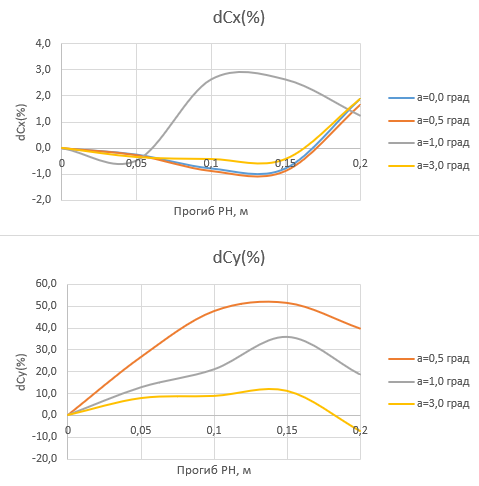 dCx(%)
4,0
3,0
2,0
1,0
0,0
-1,0
-2,0
dCx(%)
0
0,05
0,1
0,15
0,2
Прогиб РН, м
a=0,0 град
a=0,5 град
a=1,0 град
a=3,0 град
dCy(%)
60,0
50,0
40,0
30,0
20,0
10,0
0,0
-10,0
-20,0
dCy(%)
0
0,05
0,1
0,15
0,2
Прогиб РН, м
a=0,5 град
a=1,0 град
a=3,0 град